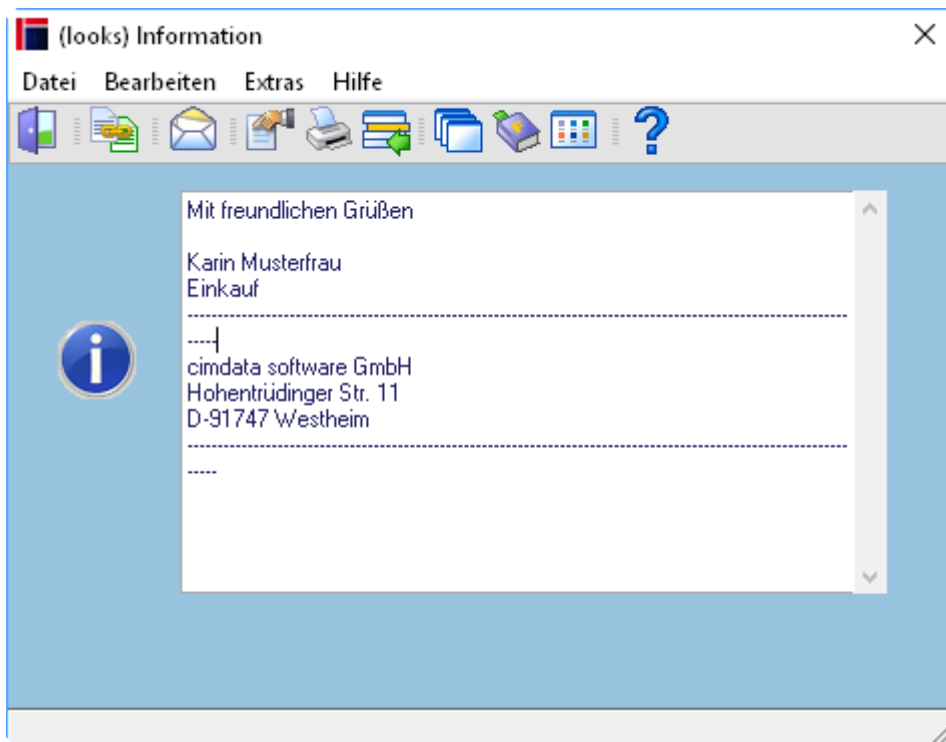 (looks) Information
Datei Bearbeiten Extras Hilfe
Mit freundlichen Grüßen
Karin Musterfrau
Einkauf
--------------------------------------------------------------------------------------------------------------
-----
cimdata software GmbH
Hohentrüdinger Str. 11
D-91747 Westheim
--------------------------------------------------------------------------------------------------------------
-----